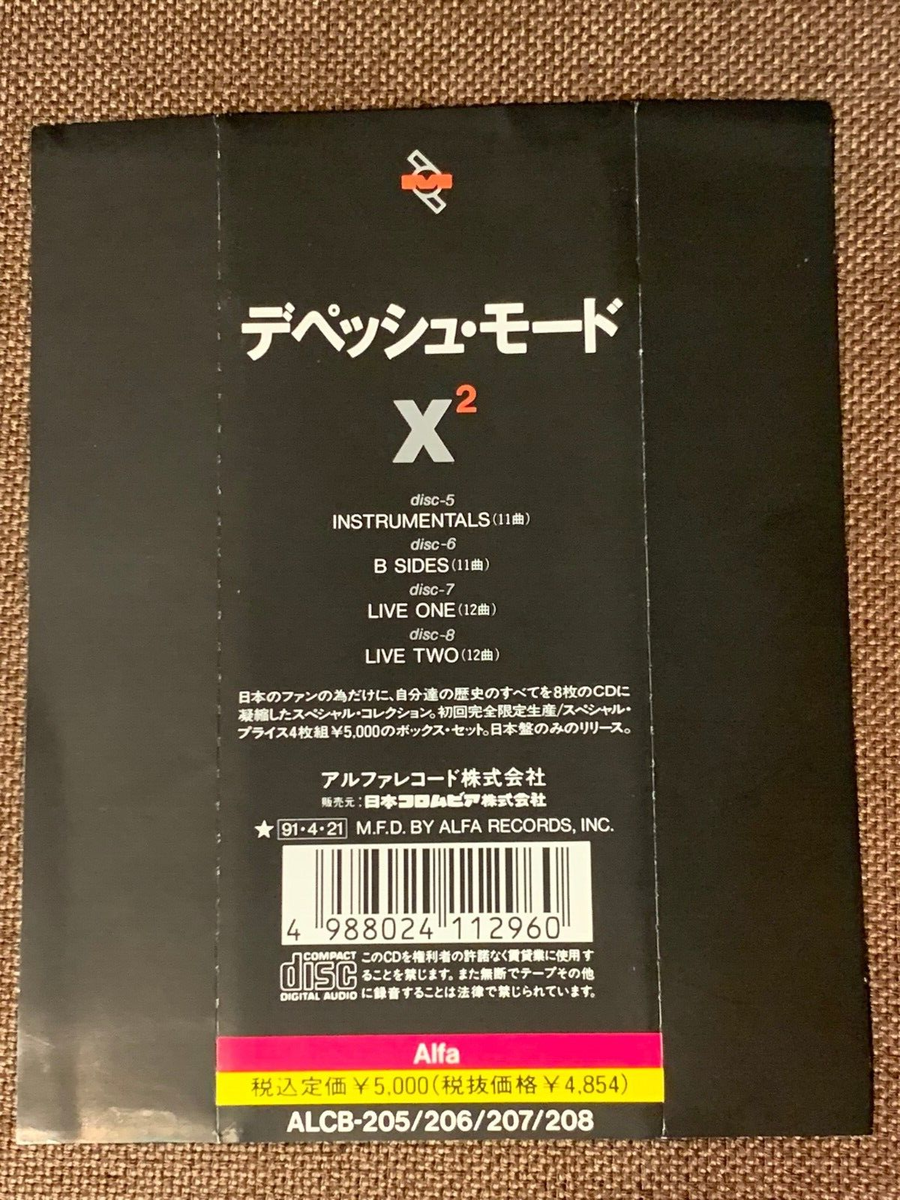 デペッシュ・モード
X²
disc-5
INSTRUMENTALS(11曲)
disc-6
B SIDES(11曲)
disc-7
LIVE ONE(12曲)
disc-8
LIVE TWO(12曲)
日本のファンの為だけに、自分達の歴史のすべてを8枚のCDに
凝縮したスペシャル・コレクション。初回完全限定生産/スペシャル・
プライス4枚組¥5,000のボックス・セット。日本盤のみのリリース。
アルファレコード株式会社
販売元：日本コロムビア株式会社
★ 91・4・21 M.F.D. BY ALFA RECORDS, INC.
4 988024 112960
COMPACT
disc
DIGITAL AUDIO
このCDを権利者の許諾なく賃貸業に使用す
ることを禁じます。また無断でテープその他
に録音することは法律で禁じられています。
Alfa
税込定価¥5,000(税抜価格¥4,854)
ALCB-205/206/207/208